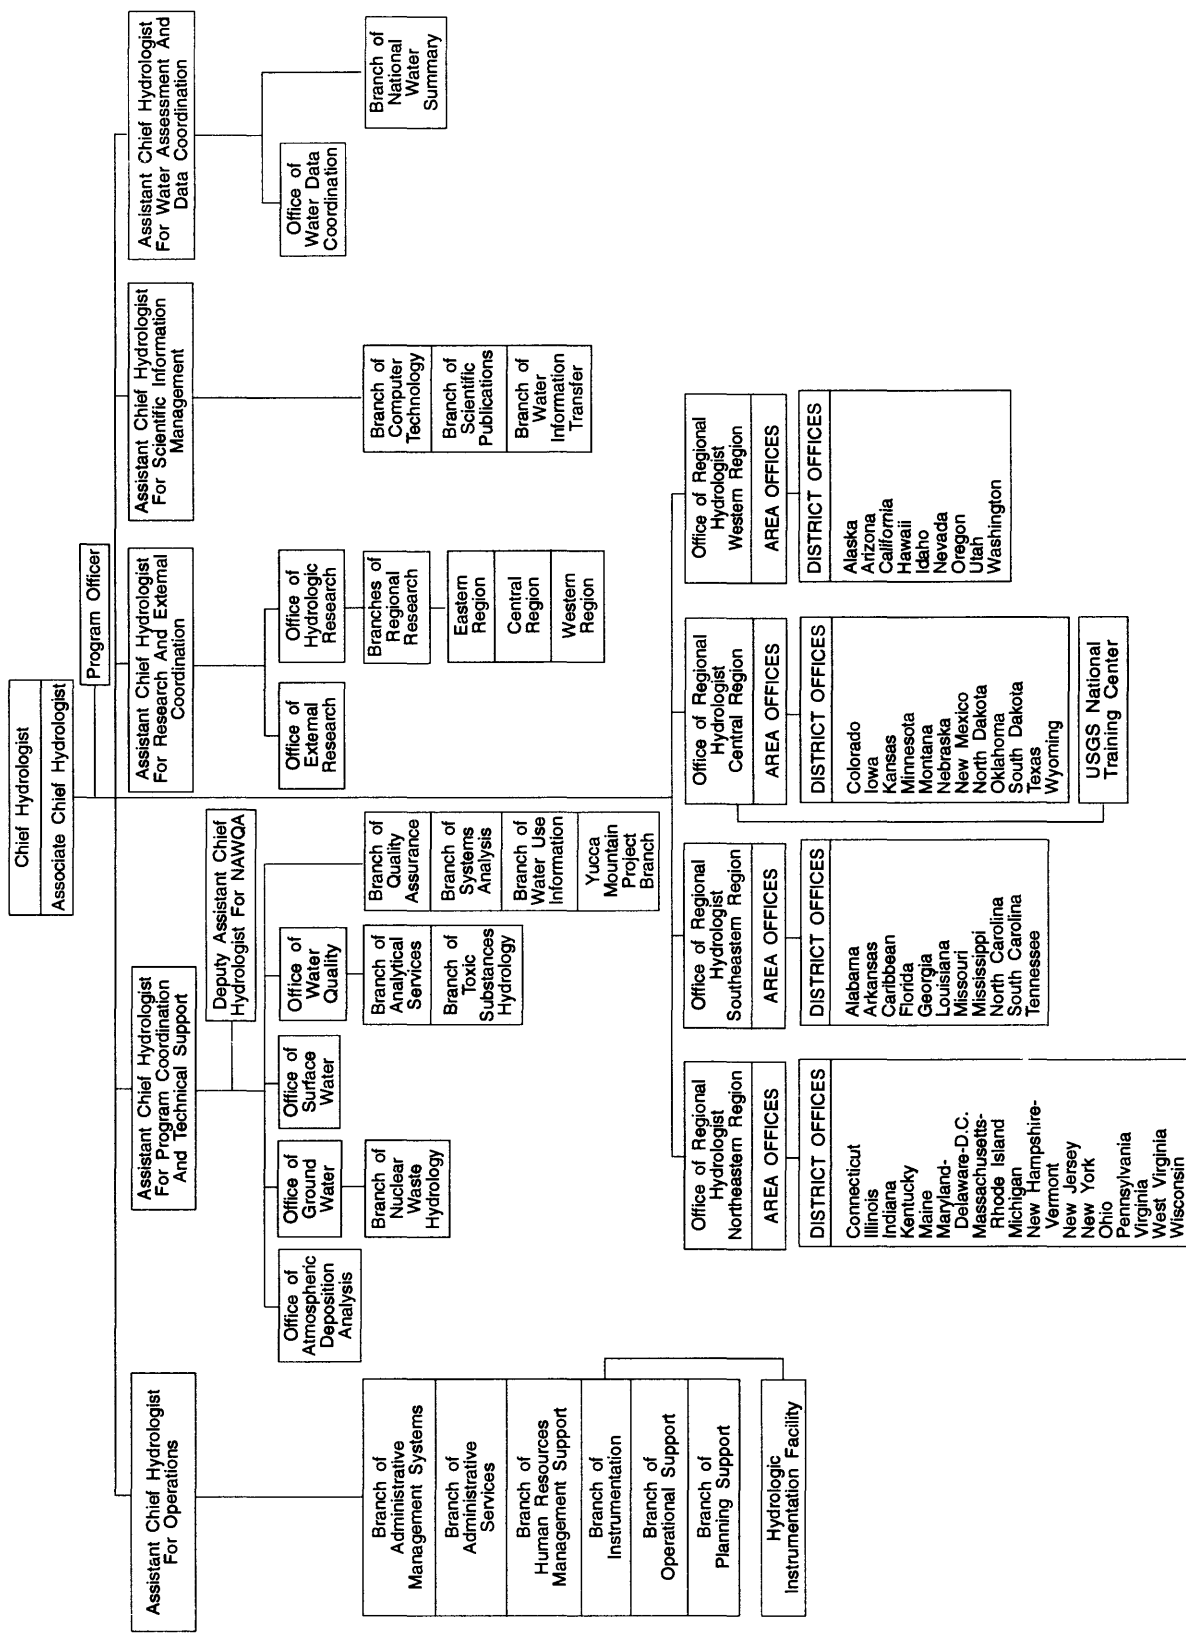 Chief Hydrologist
Associate Chief Hydrologist
Program Officer
Assistant Chief Hydrologist
For Operations
Assistant Chief Hydrologist
For Program Coordination
And Technical Support
Assistant Chief Hydrologist
For Research And External
Coordination
Assistant Chief Hydrologist
For Scientific Information
Management
Assistant Chief Hydrologist
For Water Assessment And
Data Coordination
Deputy Assistant Chief
Hydrologist For NAWQA
Office of
Atmospheric
Deposition
Analysis
Office of
Ground
Water
Office of
Surface
Water
Office of
Water
Quality
Office of
External
Research
Office of
Hydrologic
Research
Office of
Water Data
Coordination
Branch of
Administrative
Management Systems
Branch of
Administrative
Services
Branch of
Human Resources
Management Support
Branch of
Instrumentation
Branch of
Operational Support
Branch of
Planning Support
Hydrologic
Instrumentation Facility
Branch of
Nuclear
Waste
Hydrology
Branch of
Analytical
Services
Branch of
Toxic
Substances
Hydrology
Branch of
Quality
Assurance
Branch of
Systems
Analysis
Branch of
Water Use
Information
Yucca
Mountain
Project
Branch
Branches of
Regional
Research
Eastern
Region
Central
Region
Western
Region
Branch of
Computer
Technology
Branch of
Scientific
Publications
Branch of
Water
Information
Transfer
Branch of
National
Water
Summary
Office of Regional
Hydrologist
Northeastern Region
AREA OFFICES
DISTRICT OFFICES
Connecticut
Illinois
Indiana
Kentucky
Maine
Maryland-
Delaware-D.C.
Massachusetts-
Rhode Island
Michigan
New Hampshire-
Vermont
New Jersey
New York
Ohio
Pennsylvania
Virginia
West Virginia
Wisconsin
Office of Regional
Hydrologist
Southeastern Region
AREA OFFICES
DISTRICT OFFICES
Alabama
Arkansas
Caribbean
Florida
Georgia
Louisiana
Missouri
Mississippi
North Carolina
South Carolina
Tennessee
Office of Regional
Hydrologist
Central Region
AREA OFFICES
DISTRICT OFFICES
Colorado
Iowa
Kansas
Minnesota
Montana
Nebraska
New Mexico
North Dakota
Oklahoma
South Dakota
Texas
Wyoming
USGS National
Training Center
Office of Regional
Hydrologist
Western Region
AREA OFFICES
DISTRICT OFFICES
Alaska
Arizona
California
Hawaii
Idaho
Nevada
Oregon
Utah
Washington